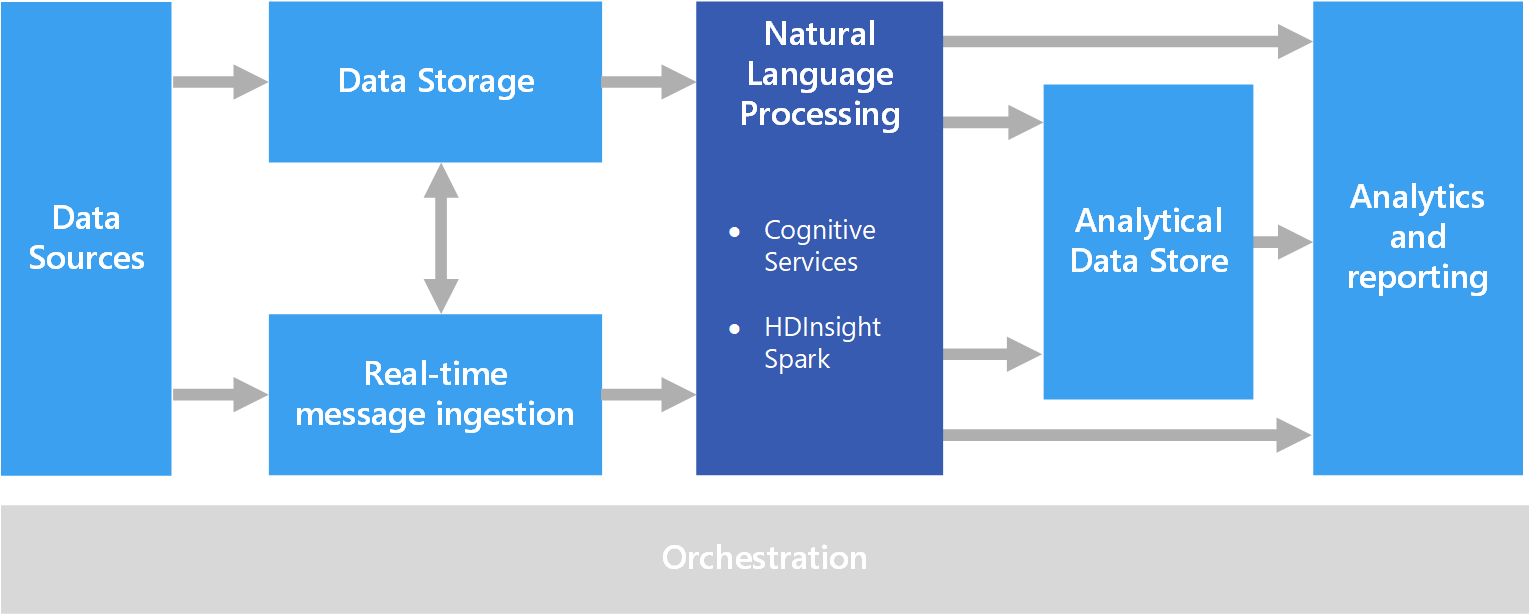 Data
Sources
Data Storage
Real-time
message ingestion
Natural
Language
Processing
● Cognitive
Services
● HDInsight
Spark
Analytical
Data Store
Analytics
and
reporting
Orchestration